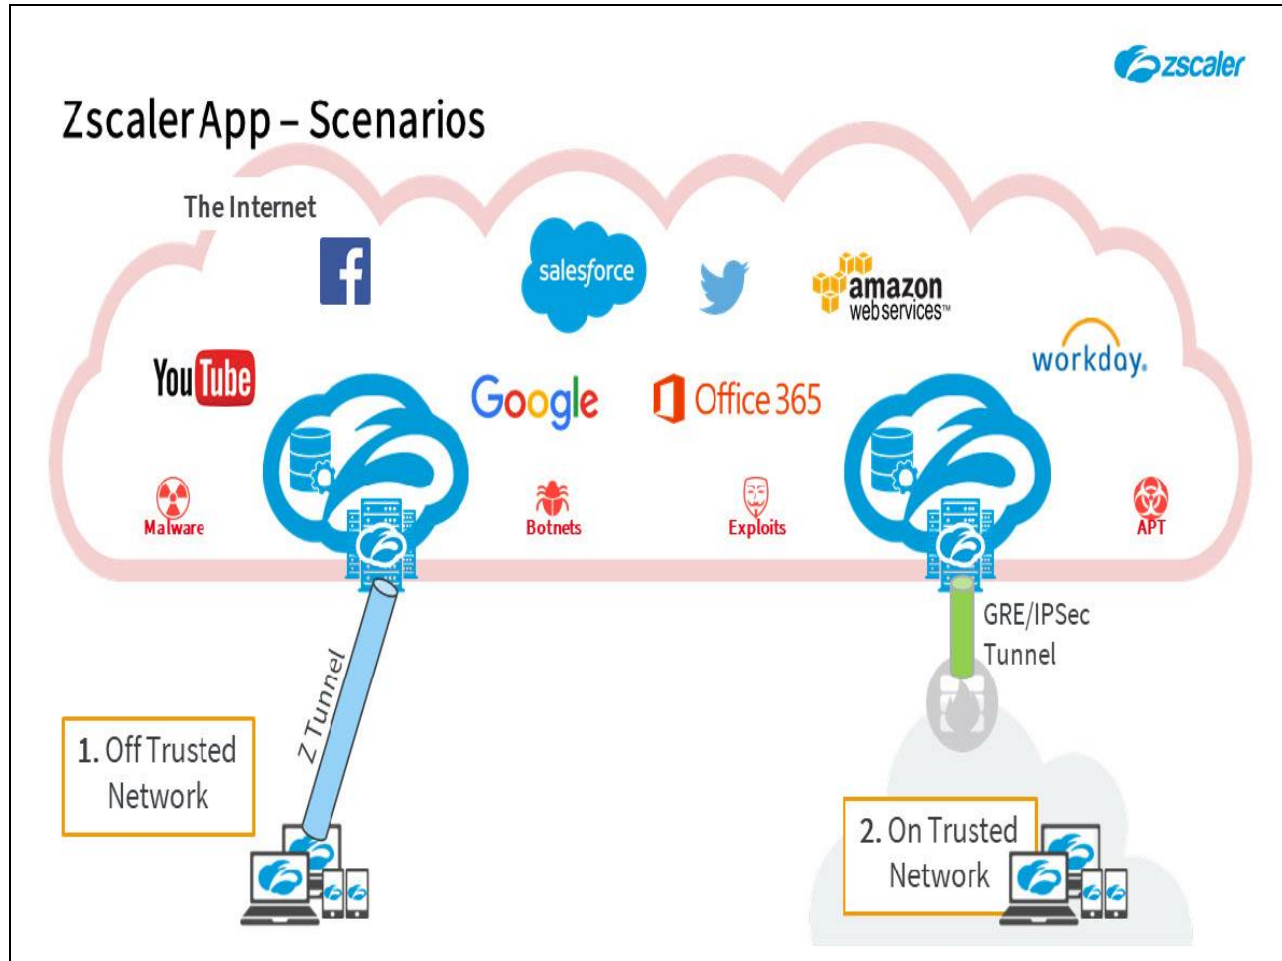 zscaler
Zscaler App – Scenarios
The Internet
salesforce
amazon
webservices™
workday®
YouTube
Google
Office 365
Malware
Botnets
Exploits
APT
GRE/IPSec
Tunnel
Z Tunnel
1. Off Trusted
Network
2. On Trusted
Network